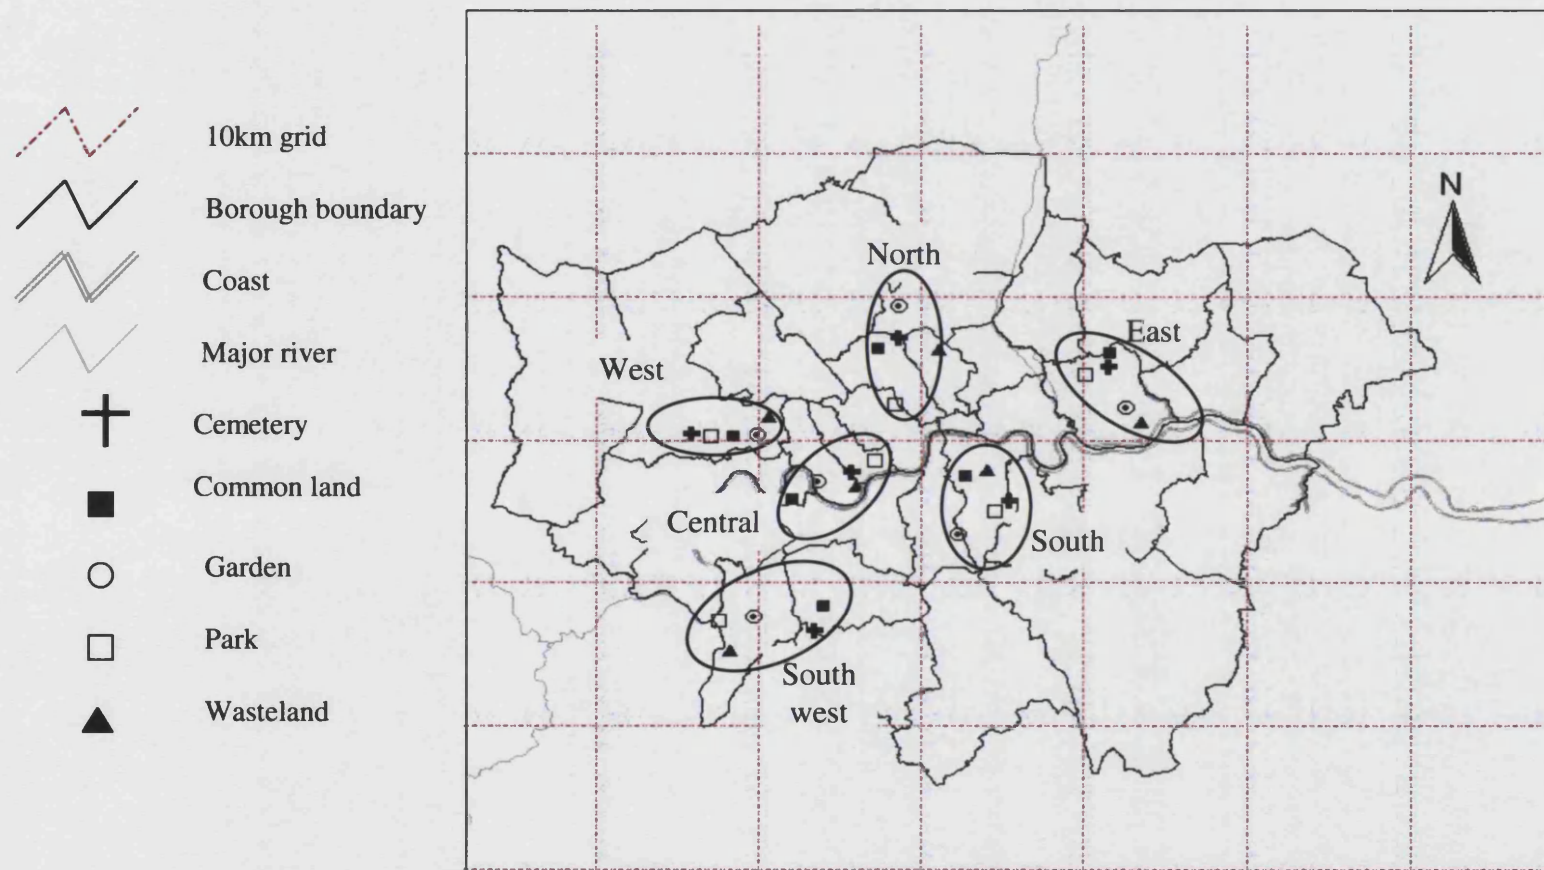 10km grid
Borough boundary
Coast
Major river
Cemetery
Common land
Garden
Park
Wasteland
N
North
East
West
Central
South
South
west